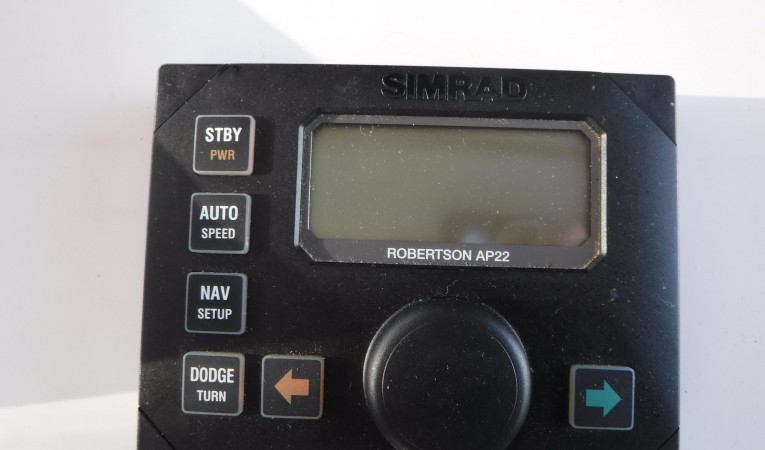 SIMRAD
STBY
PWR
AUTO
SPEED
NAV
SETUP
DODGE
TURN
ROBERTSON AP22